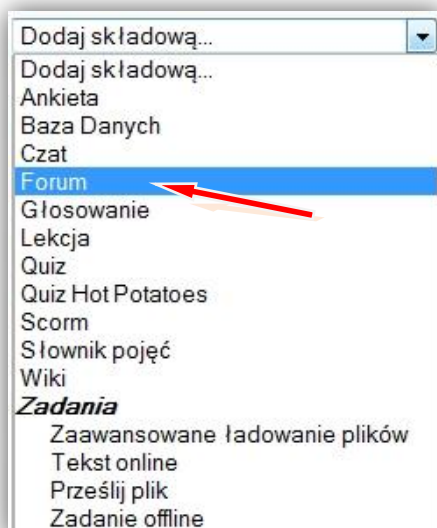 Dodaj składową...
Dodaj składową...
Ankieta
Baza Danych
Czat
Forum
Głosowanie
Lekcja
Quiz
Quiz Hot Potatoes
Scorm
Słownik pojęć
Wiki
Zadania
Zaawansowane ładowanie plików
Tekst online
Prześlij plik
Zadanie offline